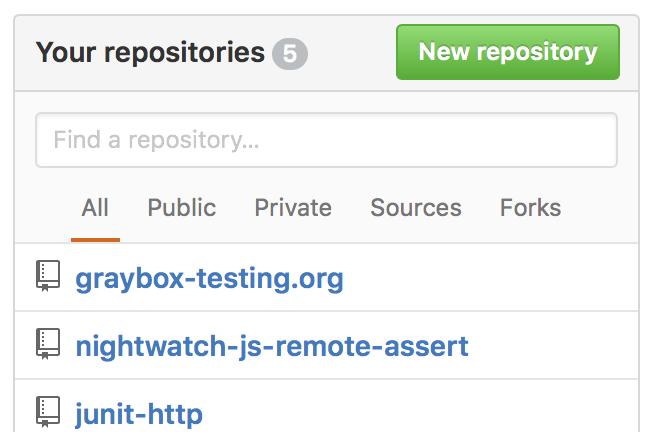 Your repositories 5 New repository
Find a repository...
All Public Private Sources Forks
graybox-testing.org
nightwatch-js-remote-assert
junit-http